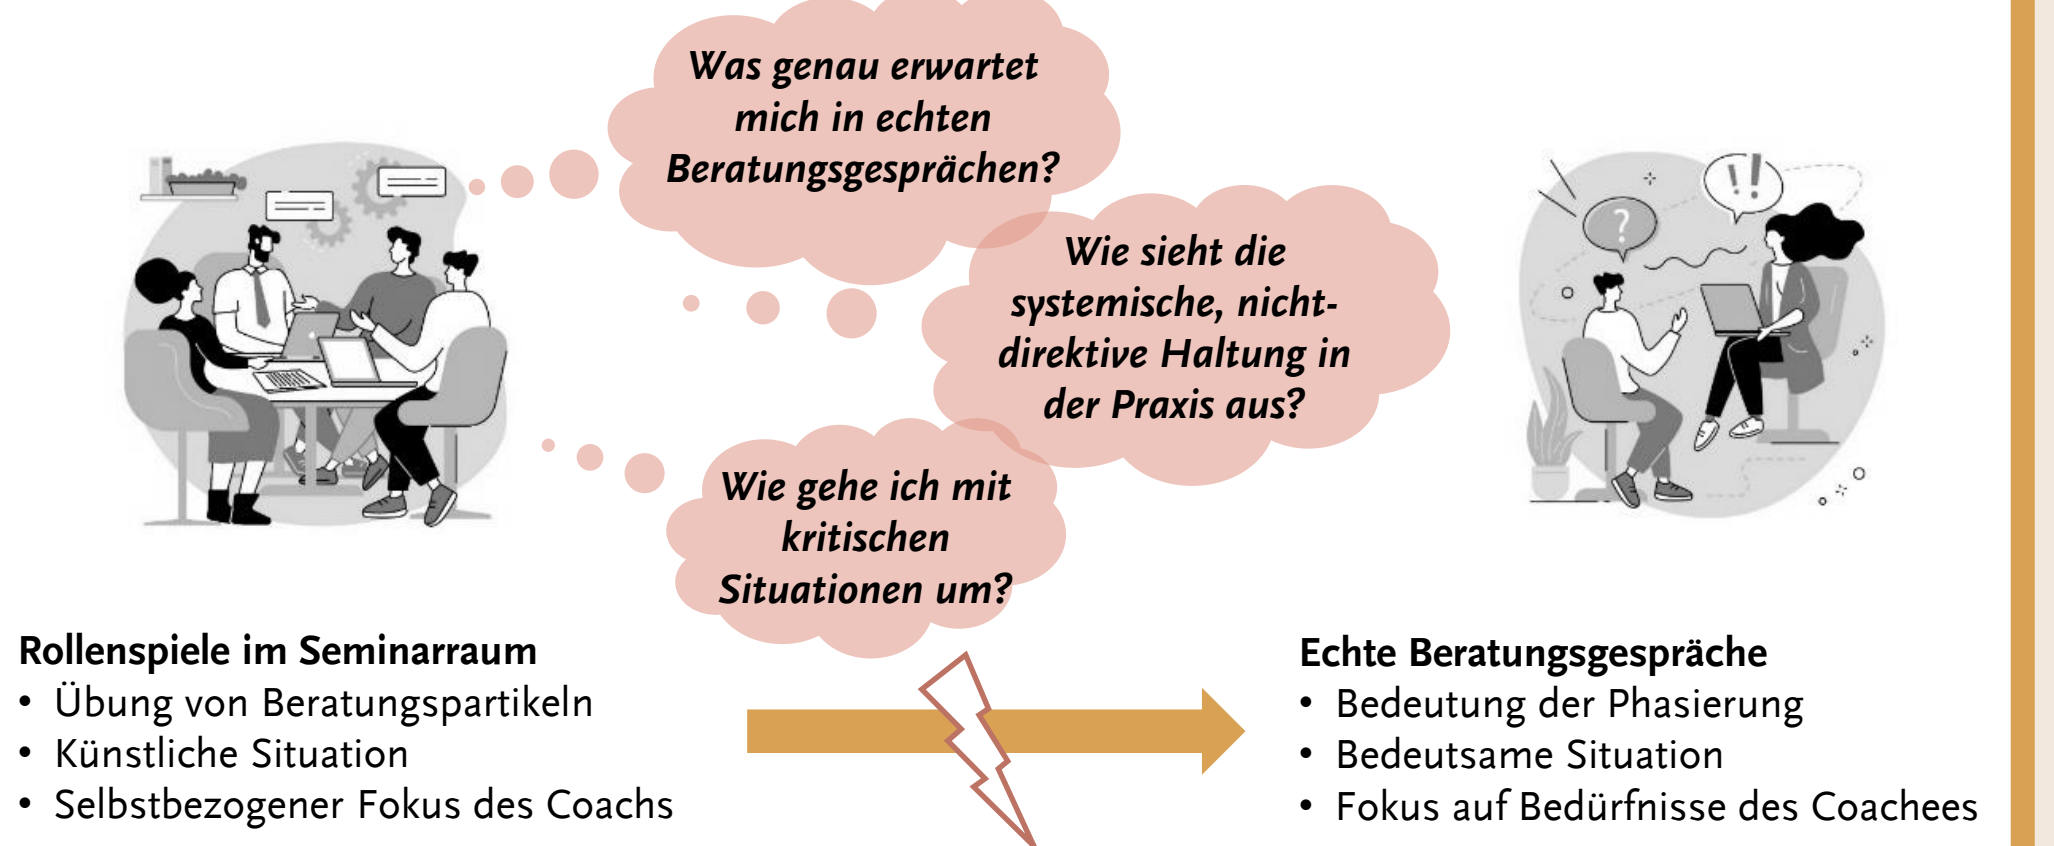 Was genau erwartet
mich in echten
Beratungsgesprächen?
Wie sieht die
systemische, nicht-
direktive Haltung in
der Praxis aus?
Wie gehe ich mit
kritischen
Situationen um?
?
!!
Rollenspiele im Seminarraum
• Übung von Beratungspartikeln
• Künstliche Situation
• Selbstbezogener Fokus des Coachs
Echte Beratungsgespräche
• Bedeutung der Phasierung
• Bedeutsame Situation
• Fokus auf Bedürfnisse des Coachees